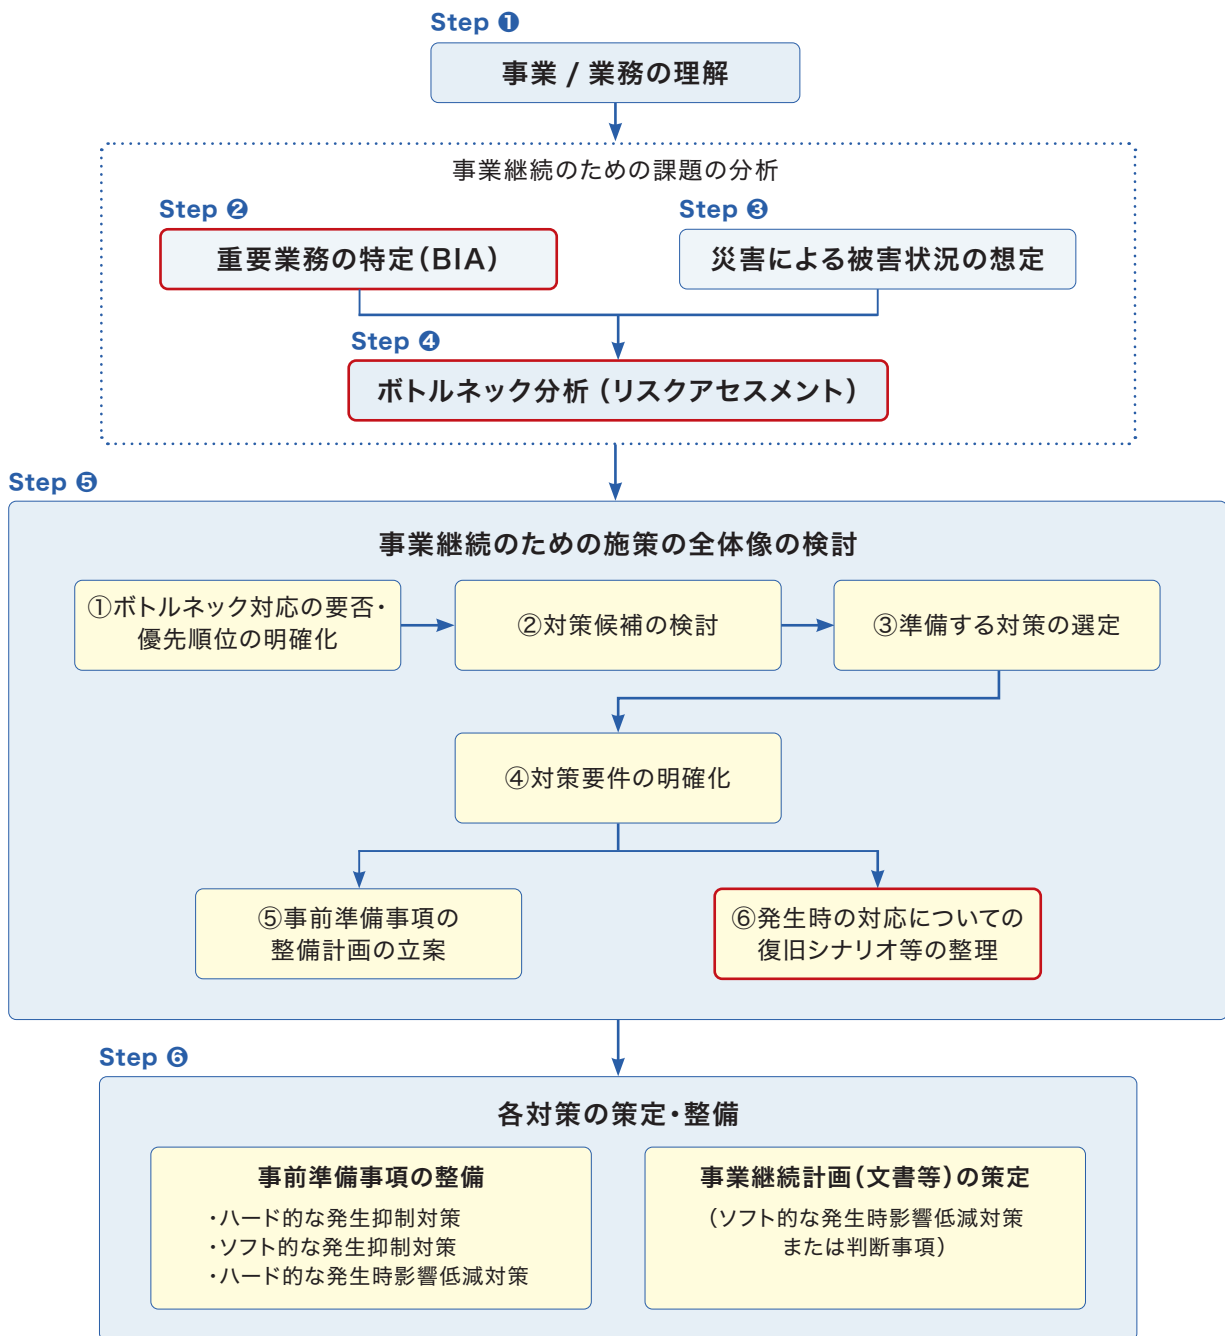 Step ❶
事業 / 業務の理解
事業継続のための課題の分析
Step ❷
重要業務の特定（BIA）
Step ❸
災害による被害状況の想定
Step ❹
ボトルネック分析（リスクアセスメント）
Step ❺
事業継続のための施策の全体像の検討
①ボトルネック対応の要否・
優先順位の明確化
②対策候補の検討
③準備する対策の選定
④対策要件の明確化
⑤事前準備事項の
整備計画の立案
⑥発生時の対応についての
復旧シナリオ等の整理
Step ❻
各対策の策定・整備
事前準備事項の整備
・ハード的な発生抑制対策
・ソフト的な発生抑制対策
・ハード的な発生時影響低減対策
事業継続計画（文書等）の策定
（ソフト的な発生時影響低減対策
または判断事項）